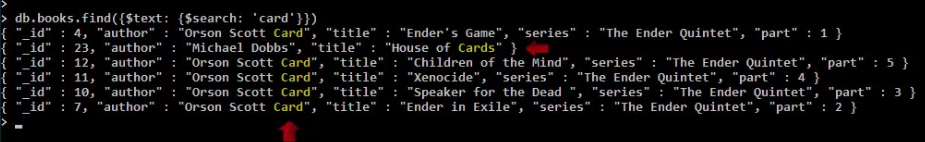 >
> db.books.find({$text: {$search: 'card'}})
{ "_id" : 4, "author" : "Orson Scott Card", "title" : "Ender's Game", "series" : "The Ender Quintet", "part" : 1 }
{ "_id" : 23, "author" : "Michael Dobbs", "title" : "House of Cards" }
{ "_id" : 12, "author" : "Orson Scott Card", "title" : "Children of the Mind", "series" : "The Ender Quintet", "part" : 5 }
{ "_id" : 11, "author" : "Orson Scott Card", "title" : "Xenocide", "series" : "The Ender Quintet", "part" : 4 }
{ "_id" : 10, "author" : "Orson Scott Card", "title" : "Speaker for the Dead ", "series" : "The Ender Quintet", "part" : 3 }
{ "_id" : 7, "author" : "Orson Scott Card", "title" : "Ender in Exile", "series" : "The Ender Quintet", "part" : 2 }
> _